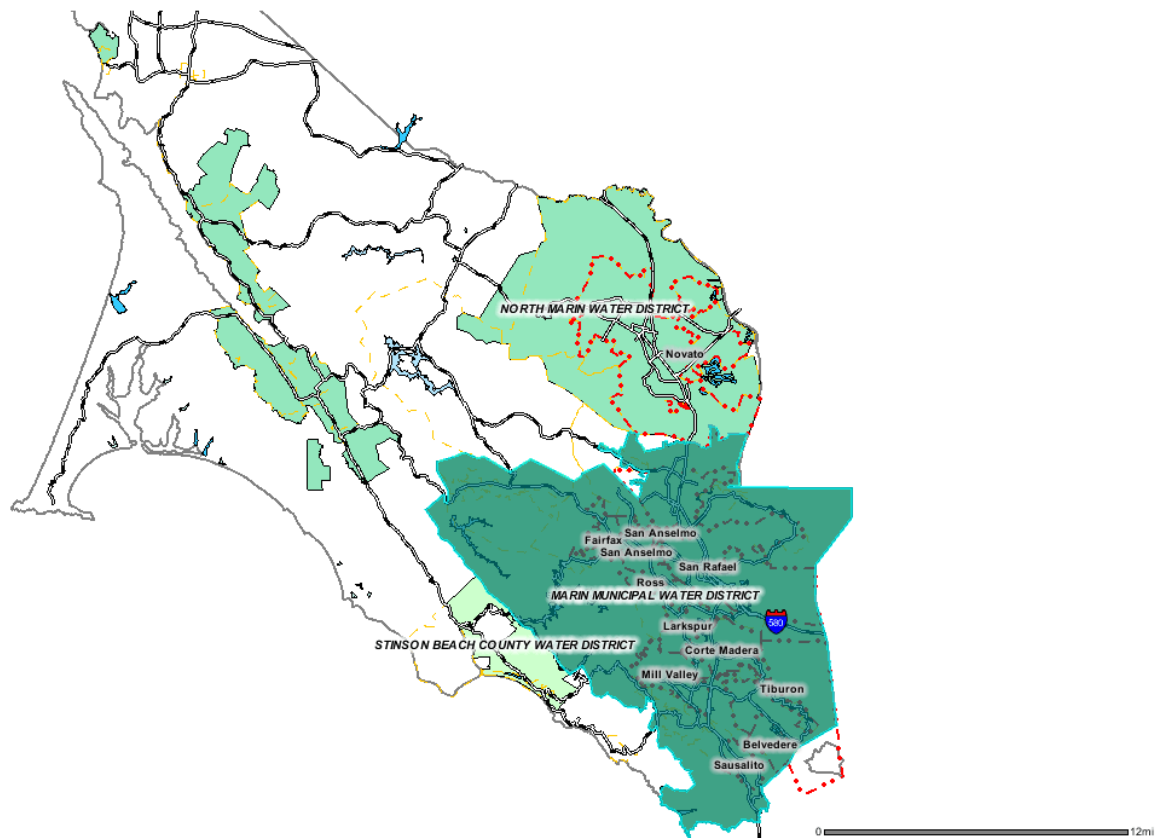 1
NORTH MARIN WATER DISTRICT
Novato
San Anselmo
Fairfax
San Anselmo
San Rafael
Ross
MARIN MUNICIPAL WATER DISTRICT
580
Larkspur
STINSON BEACH COUNTY WATER DISTRICT
Corte Madera
Mill Valley
Tiburon
Belvedere
Sausalito
0 12mi